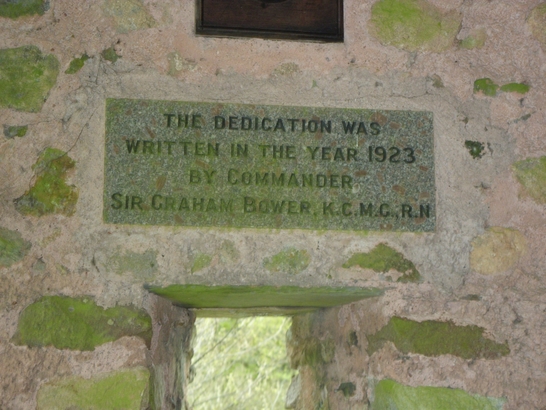 THE DEDICATION WAS
WRITTEN IN THE YEAR 1923
BY COMMANDER
SIR GRAHAM BOWER, K.C.M.G., R.N